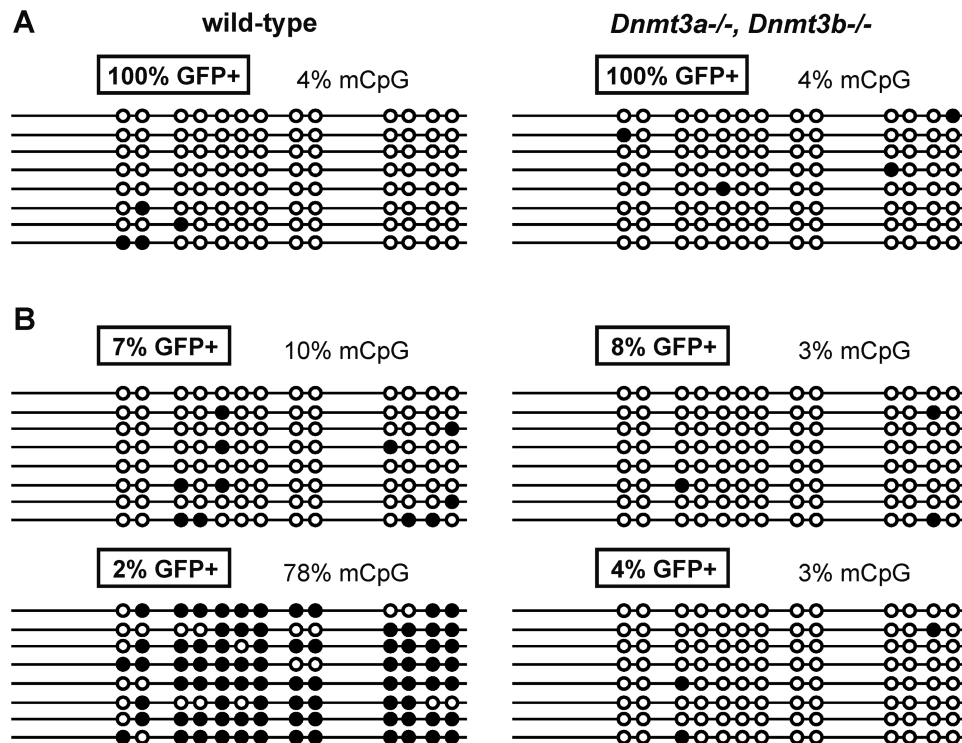 A wild-type Dnmt3a-/-, Dnmt3b-/-
100% GFP+ 4% mCpG 100% GFP+ 4% mCpG
B
7% GFP+ 10% mCpG 8% GFP+ 3% mCpG
2% GFP+ 78% mCpG 4% GFP+ 3% mCpG